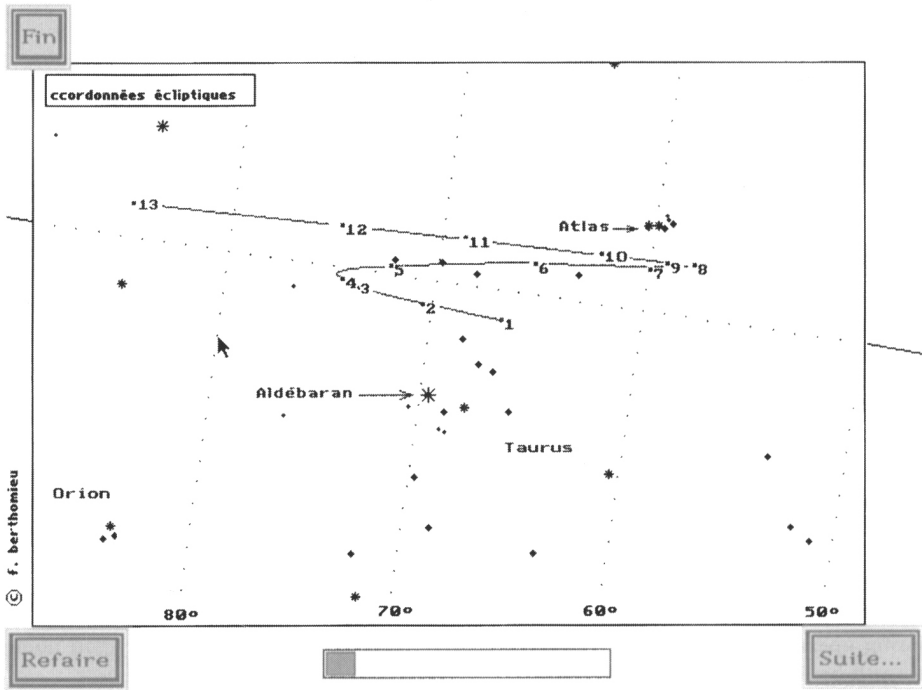 Fin
ccordonnées écliptiques
13
12
11
Atlas
10
9
8
7
6
5
4
3
2
1
Aldébaran
Taurus
Orion
© f. berthomieu
80°
70°
60°
50°
Refaire
Suite...